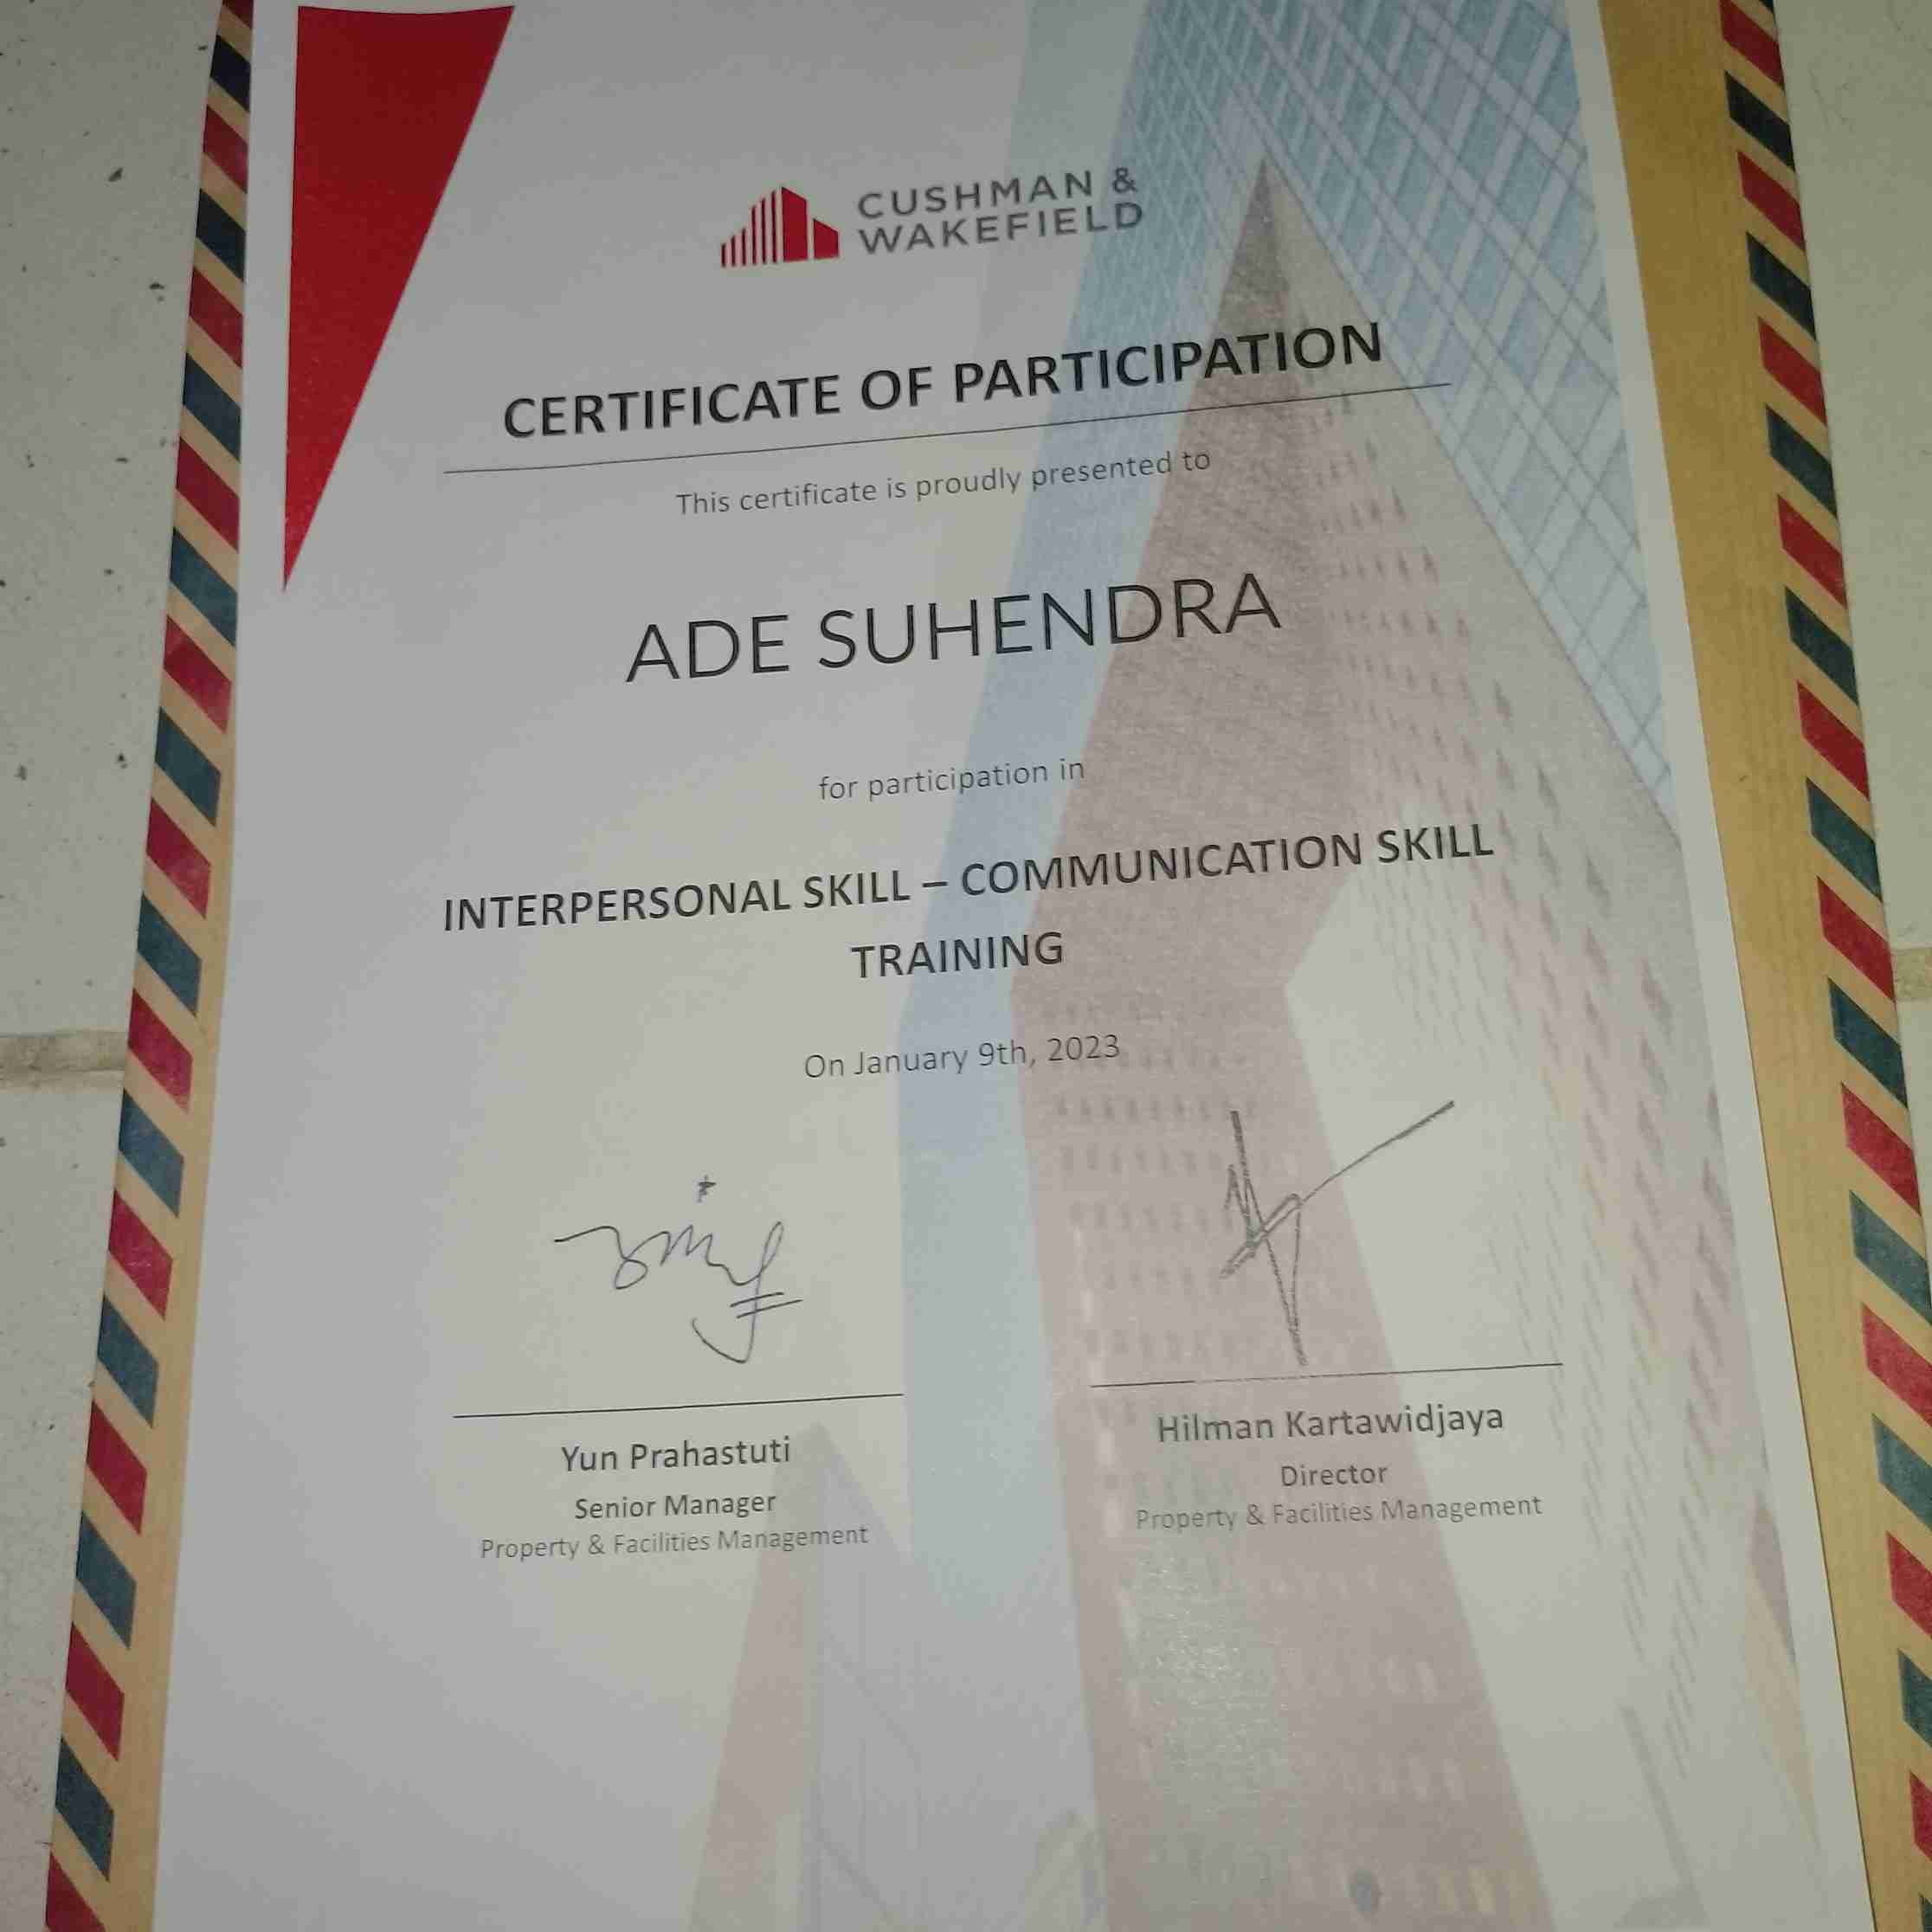 CUSHMAN &
WAKEFIELD
CERTIFICATE OF PARTICIPATION
This certificate is proudly presented to
ADE SUHENDRA
for participation in
INTERPERSONAL SKILL – COMMUNICATION SKILL
TRAINING
On January 9th, 2023
Yun Prahastuti
Senior Manager
Property & Facilities Management
Hilman Kartawidjaya
Director
Property & Facilities Management